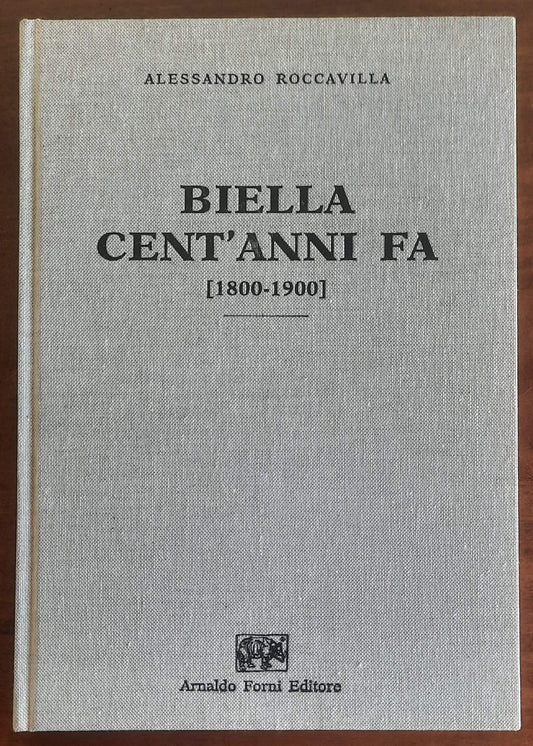 ALESSANDRO ROCCAVILLA
BIELLA
CENT'ANNI FA
[1800-1900]
Arnaldo Forni Editore